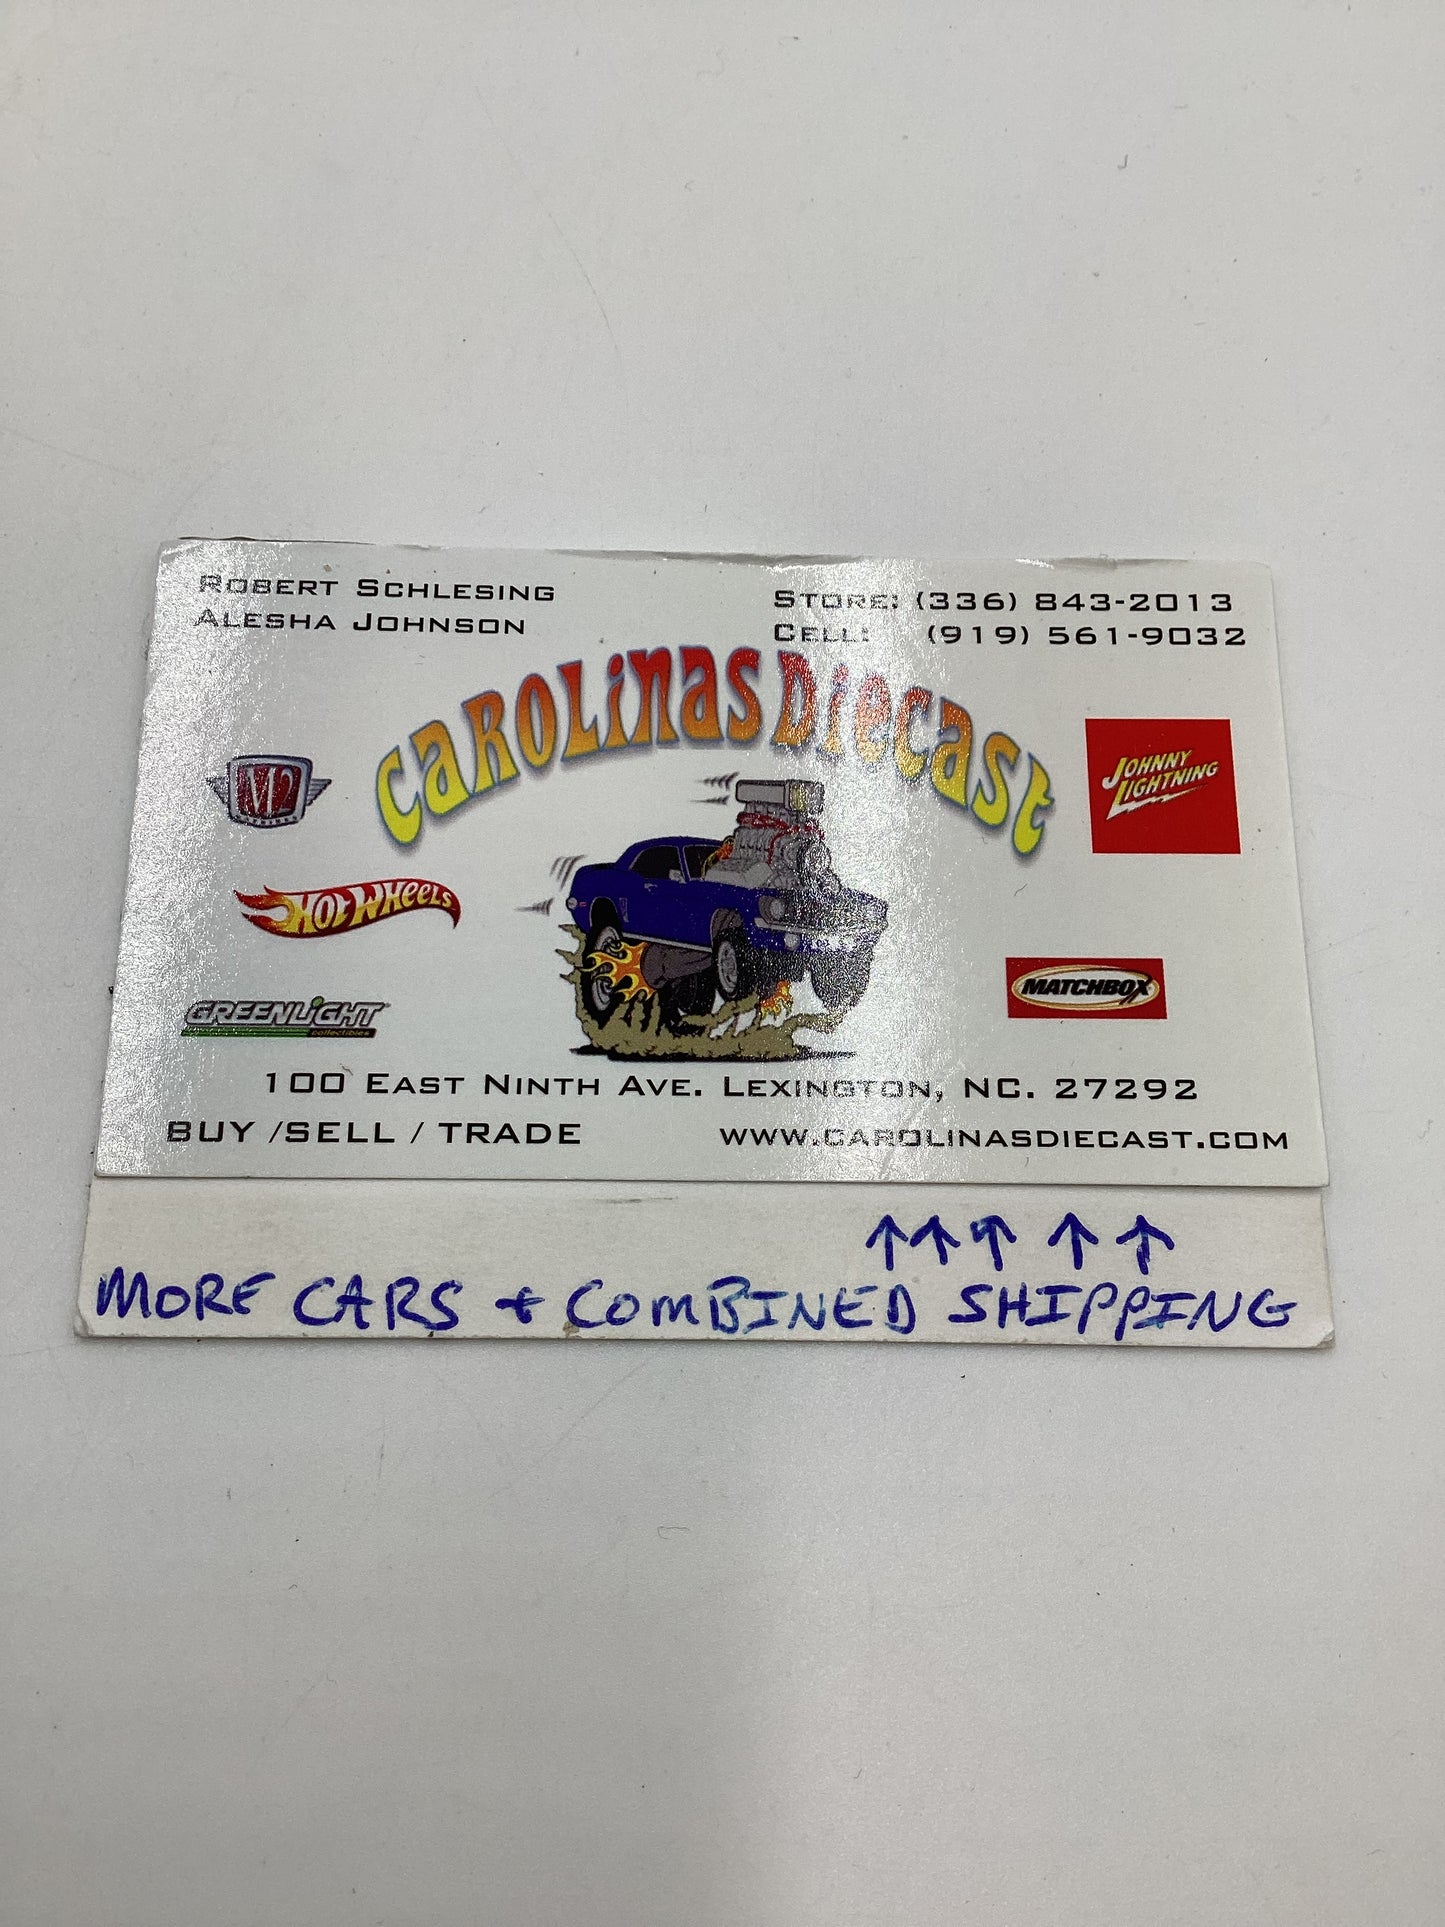 ROBERT SCHLESING
ALESHA JOHNSON
STORE: (336) 843-2013
CELL: (919) 561-9032
CAROLINAS DIECAST
M2
JOHNNY
LIGHTNING
HOT WHEELS
MATCHBOX
GREENLIGHT
collectibles
100 EAST NINTH AVE. LEXINGTON, NC. 27292
BUY /SELL / TRADE
WWW.CAROLINASDIECAST.COM
↑↑↑ ↑ ↑
MORE CARS + COMBINED SHIPPING